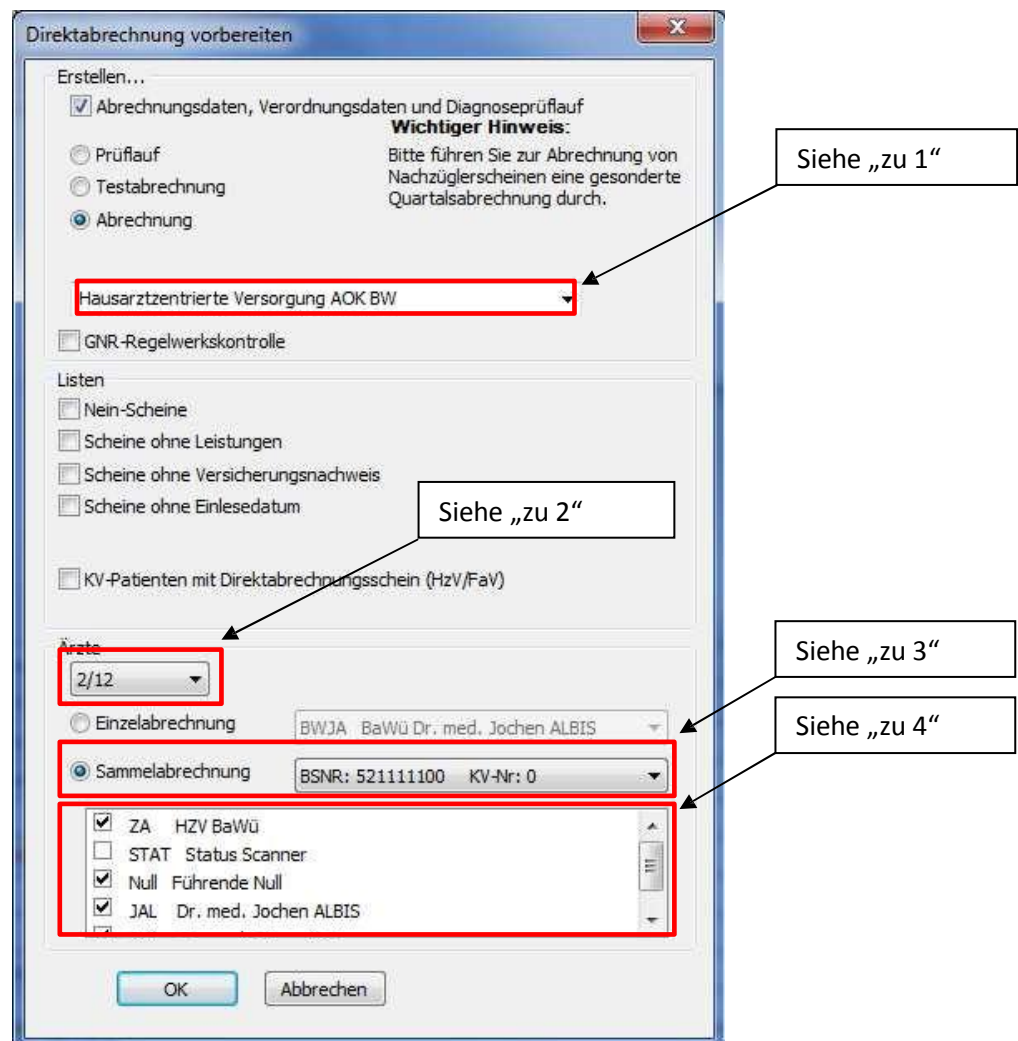 Direktabrechnung vorbereiten
Erstellen...
Abrechnungsdaten, Verordnungsdaten und Diagnoseprüflauf
Wichtiger Hinweis:
Prüflauf
Bitte führen Sie zur Abrechnung von
Nachzüglerscheinen eine gesonderte
Quartalsabrechnung durch.
Testabrechnung
Abrechnung
Siehe „zu 1“
Hausarztzentrierte Versorgung AOK BW
GNR-Regelwerkskontrolle
Listen
Nein-Scheine
Scheine ohne Leistungen
Scheine ohne Versicherungsnachweis
Scheine ohne Einlesedatum
Siehe „zu 2“
KV-Patienten mit Direktabrechnungsschein (HzV/FaV)
Ärzte
2/12
Siehe „zu 3“
Einzelabrechnung BWJA BaWü Dr. med. Jochen ALBIS
Siehe „zu 4“
Sammelabrechnung BSNR: 521111100 KV-Nr: 0
ZA HZV BaWü
STAT Status Scanner
Null Führende Null
JAL Dr. med. Jochen ALBIS
OK Abbrechen